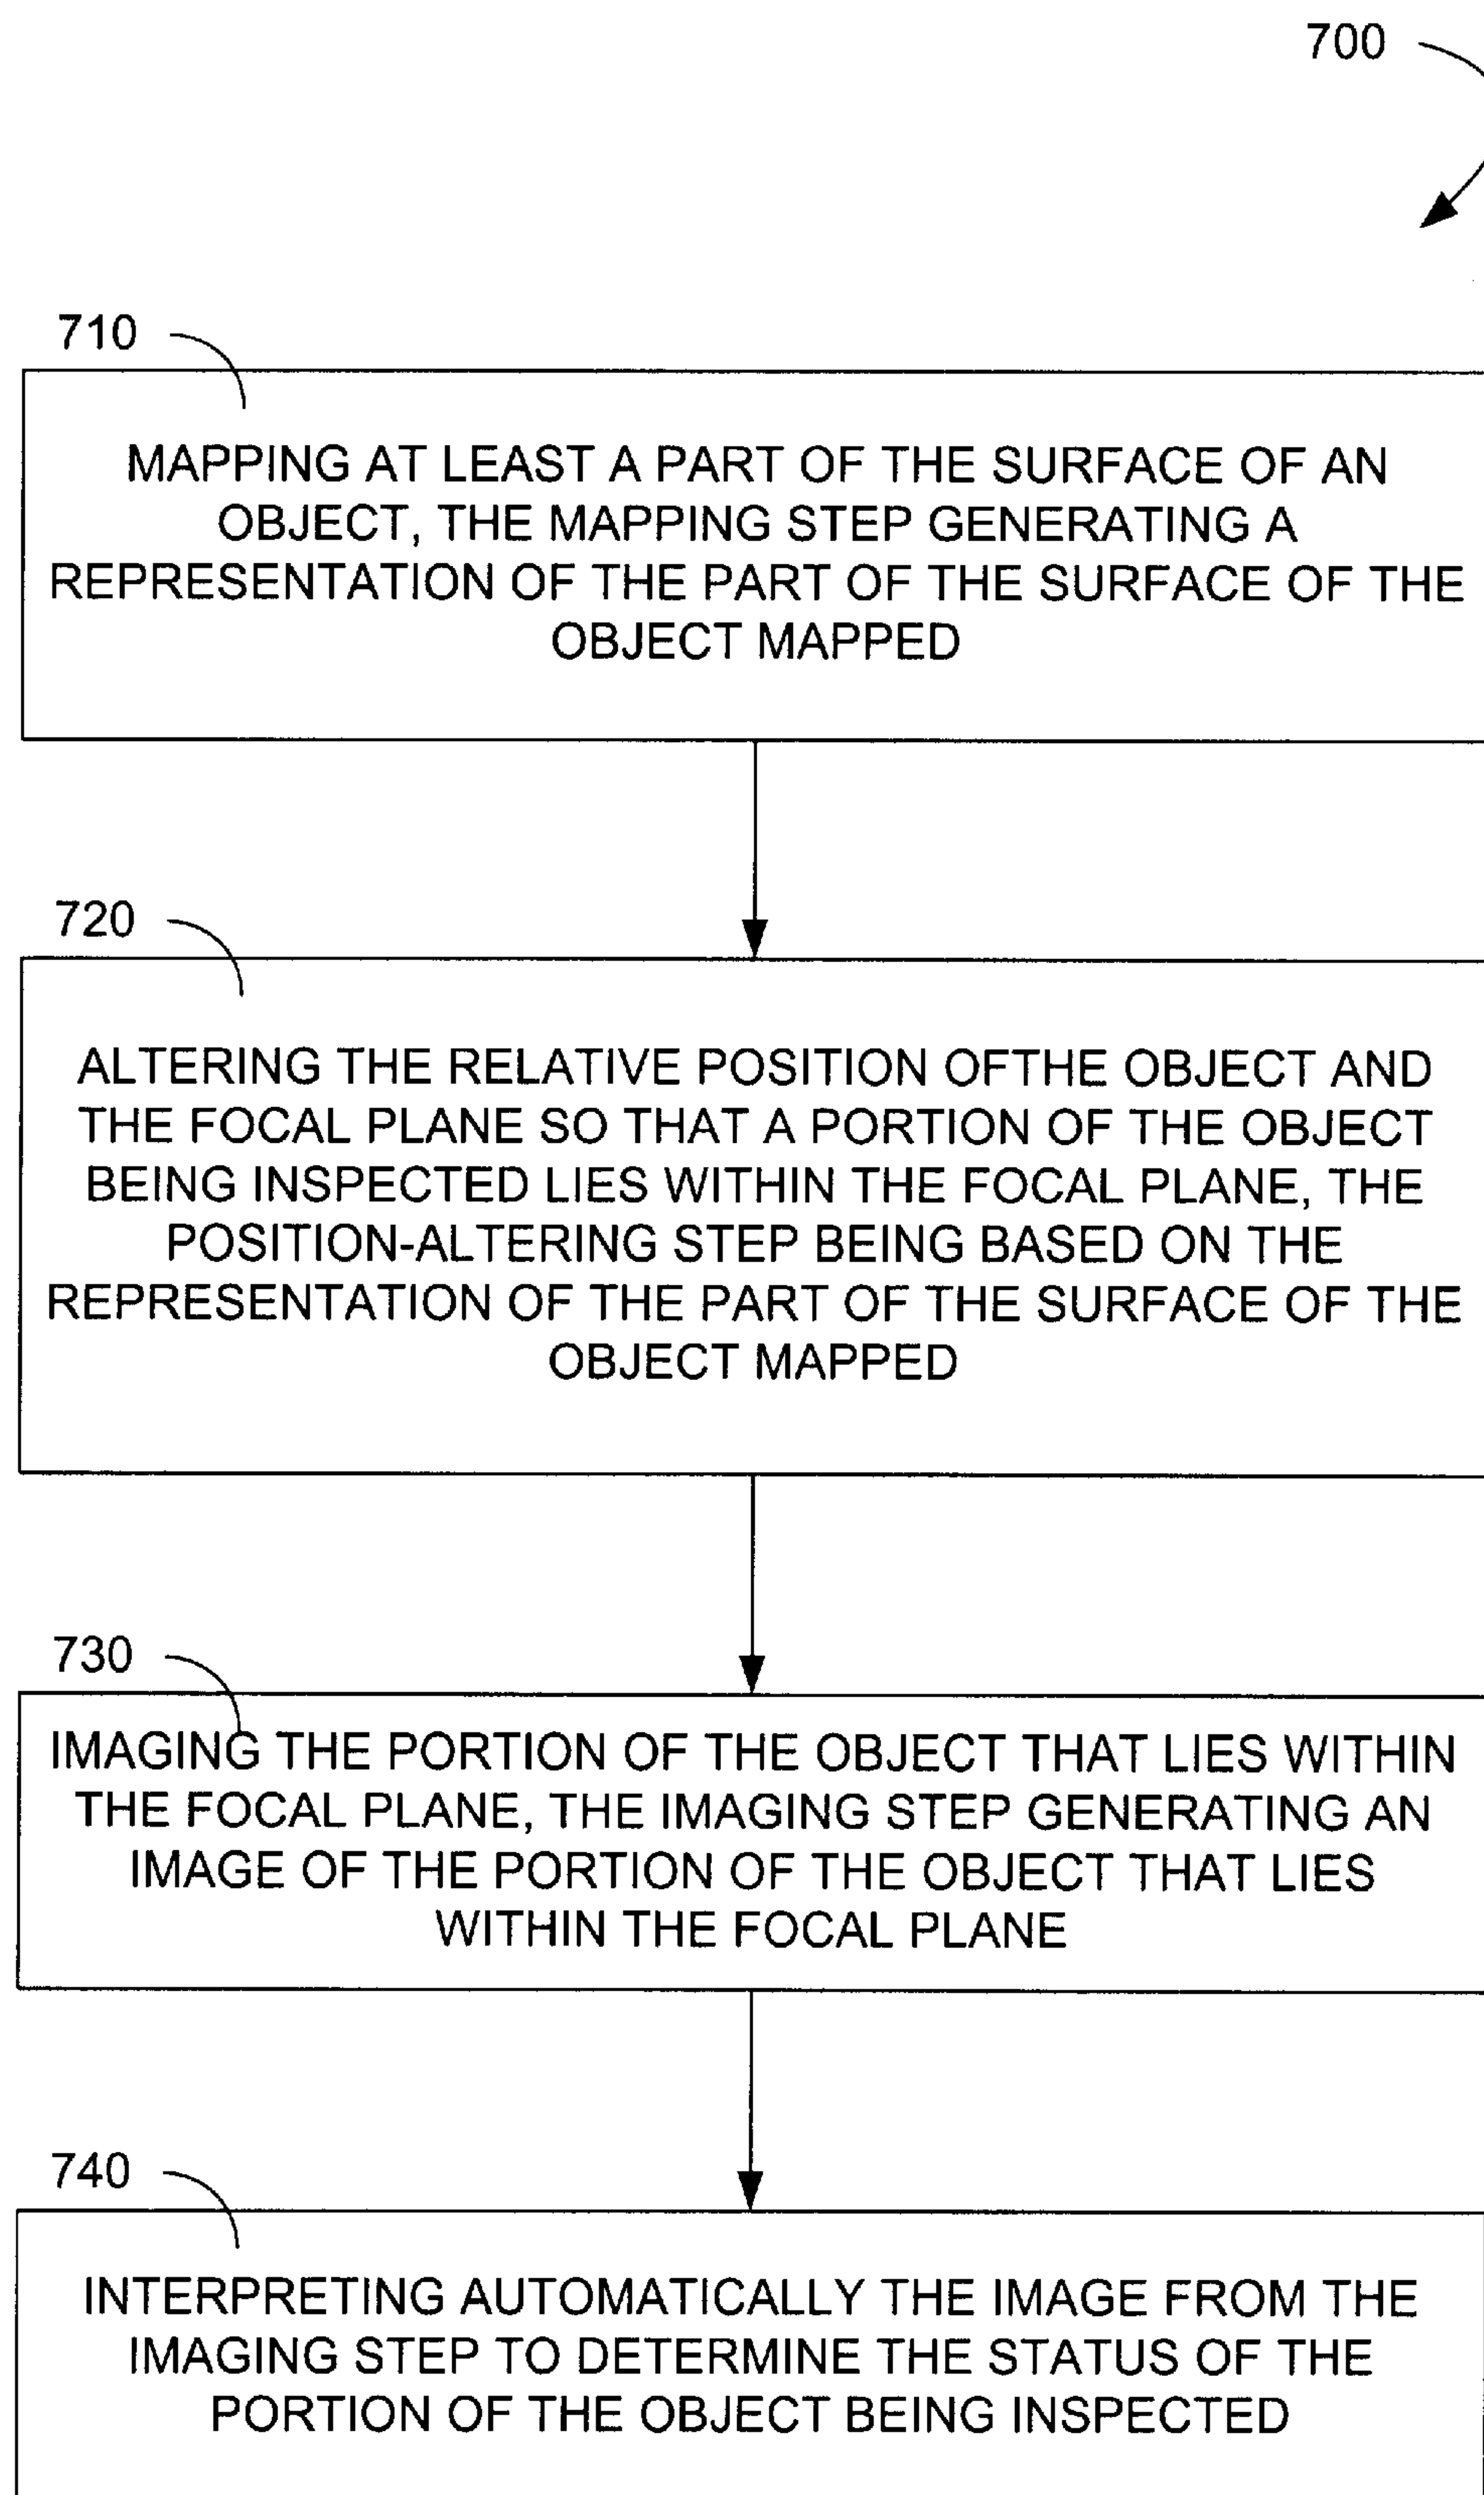 700
710
MAPPING AT LEAST A PART OF THE SURFACE OF AN
OBJECT, THE MAPPING STEP GENERATING A
REPRESENTATION OF THE PART OF THE SURFACE OF THE
OBJECT MAPPED
720
ALTERING THE RELATIVE POSITION OFTHE OBJECT AND
THE FOCAL PLANE SO THAT A PORTION OF THE OBJECT
BEING INSPECTED LIES WITHIN THE FOCAL PLANE, THE
POSITION-ALTERING STEP BEING BASED ON THE
REPRESENTATION OF THE PART OF THE SURFACE OF THE
OBJECT MAPPED
730
IMAGING THE PORTION OF THE OBJECT THAT LIES WITHIN
THE FOCAL PLANE, THE IMAGING STEP GENERATING AN
IMAGE OF THE PORTION OF THE OBJECT THAT LIES
WITHIN THE FOCAL PLANE
740
INTERPRETING AUTOMATICALLY THE IMAGE FROM THE
IMAGING STEP TO DETERMINE THE STATUS OF THE
PORTION OF THE OBJECT BEING INSPECTED